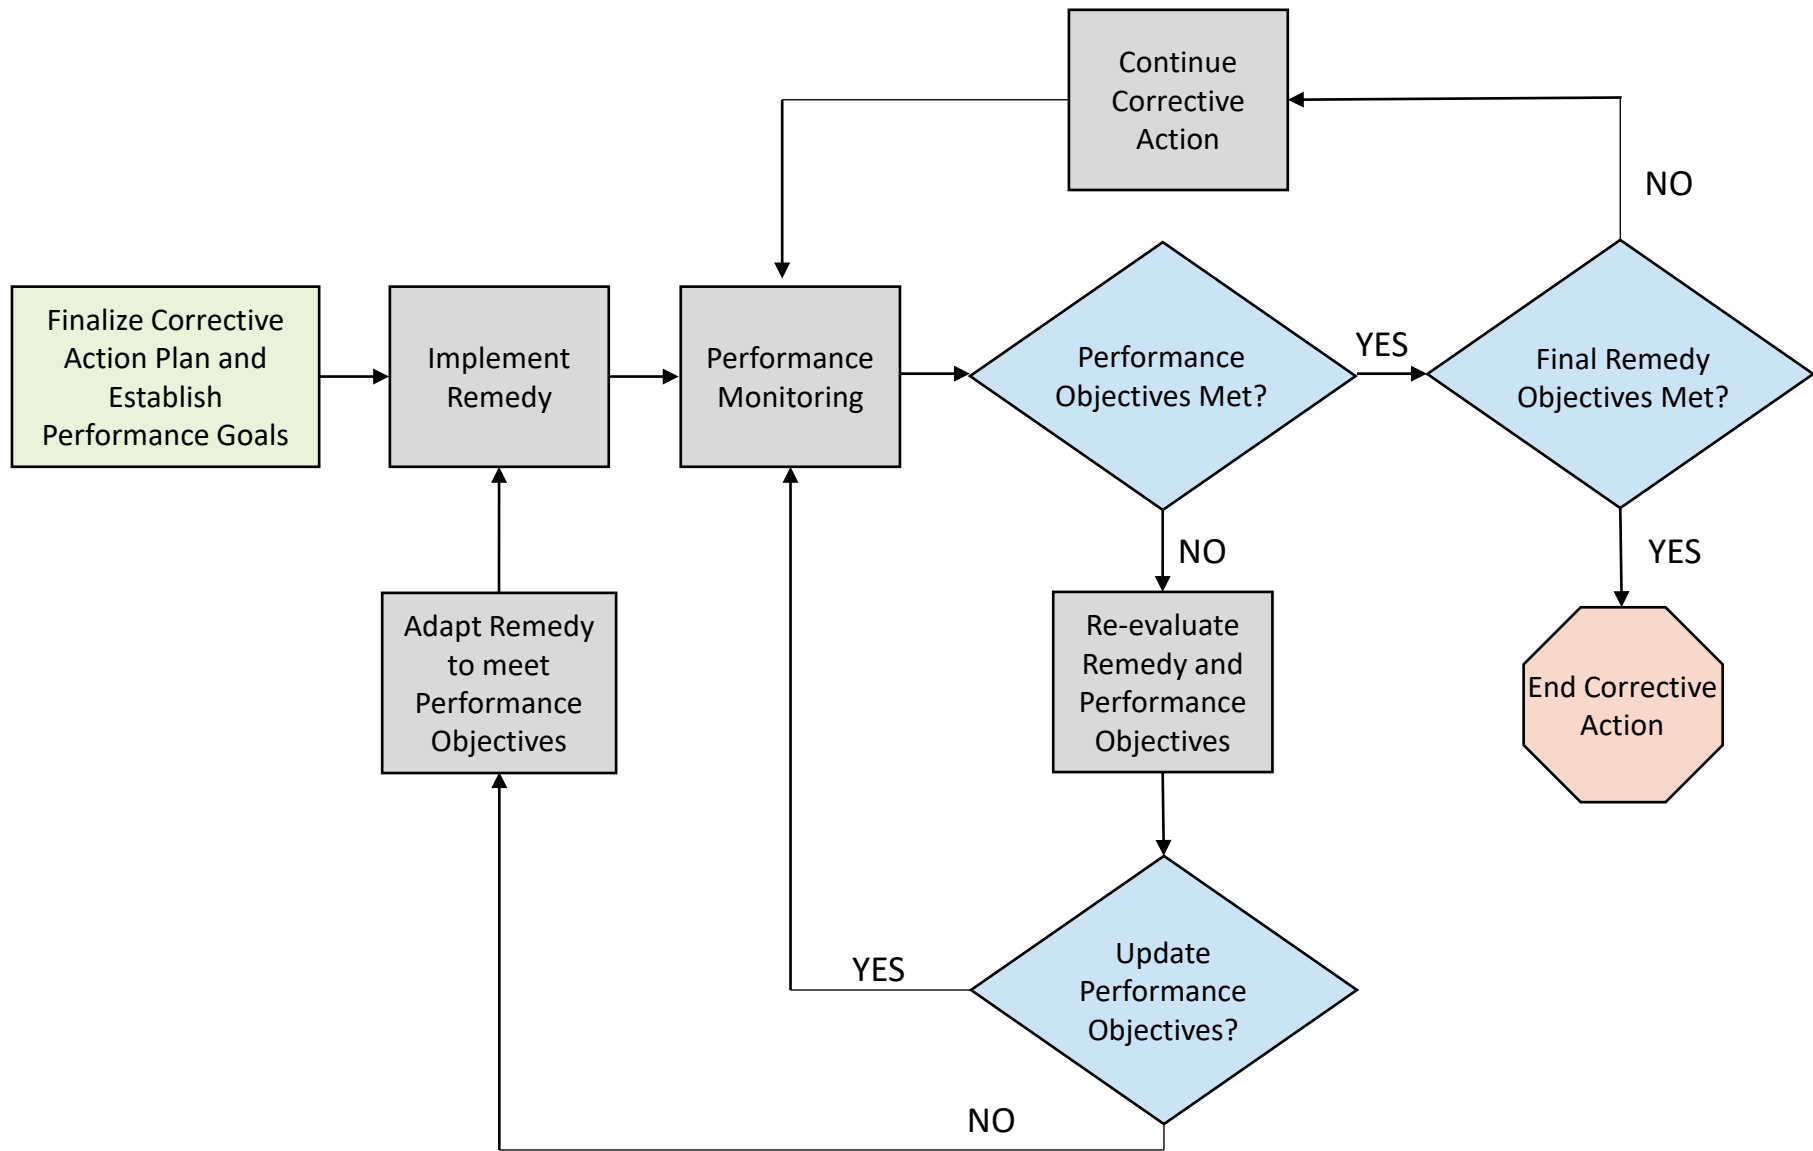 Continue
Corrective
Action
NO
Finalize Corrective
Action Plan and
Establish
Performance Goals
Implement
Remedy
Performance
Monitoring
Performance
Objectives Met?
YES
Final Remedy
Objectives Met?
NO
YES
Adapt Remedy
to meet
Performance
Objectives
Re-evaluate
Remedy and
Performance
Objectives
End Corrective
Action
YES
Update
Performance
Objectives?
NO